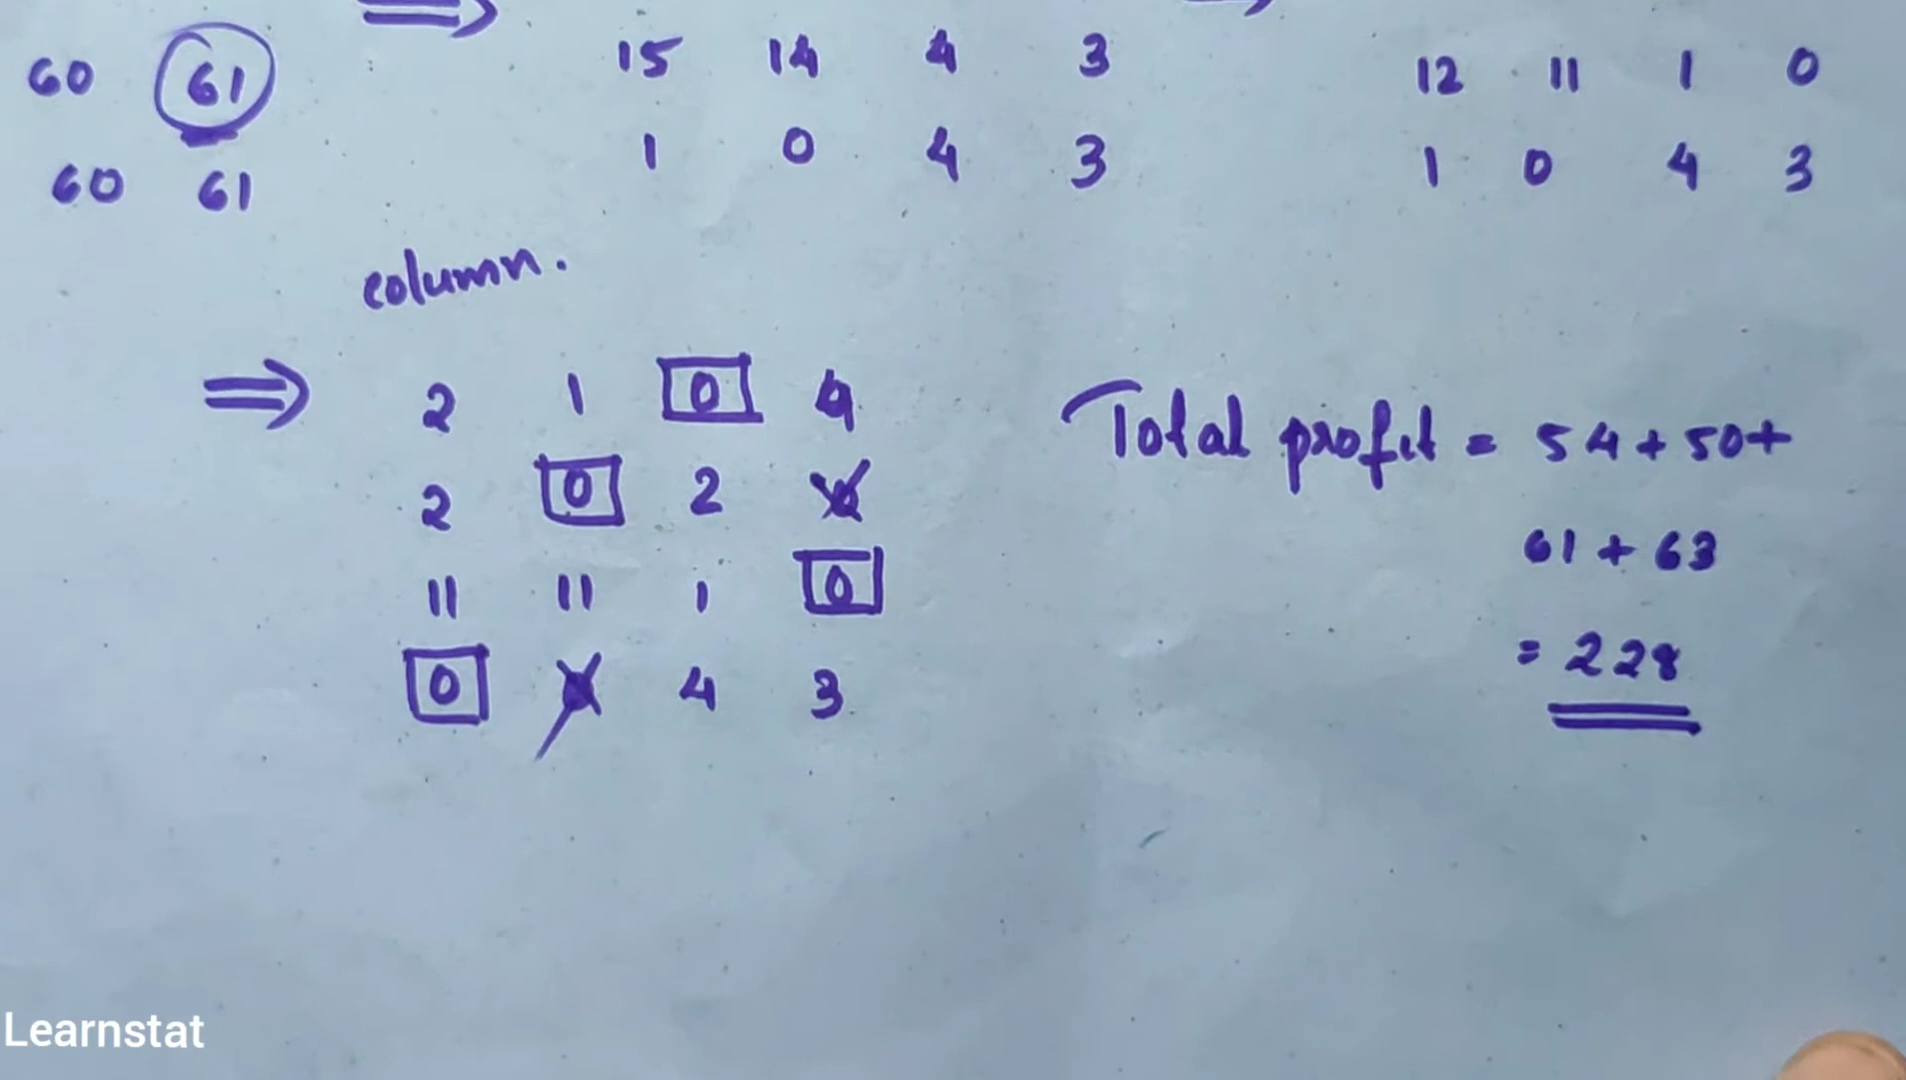 60 61 15 14 4 3 12 11 1 0
60 61 1 0 4 3 1 0 4 3
column.
⇒ 2 1 0 4
2 0 2 0
11 11 1 0
0 0 4 3
Total profit = 54 + 50 +
61 + 63
= 228
Learnstat